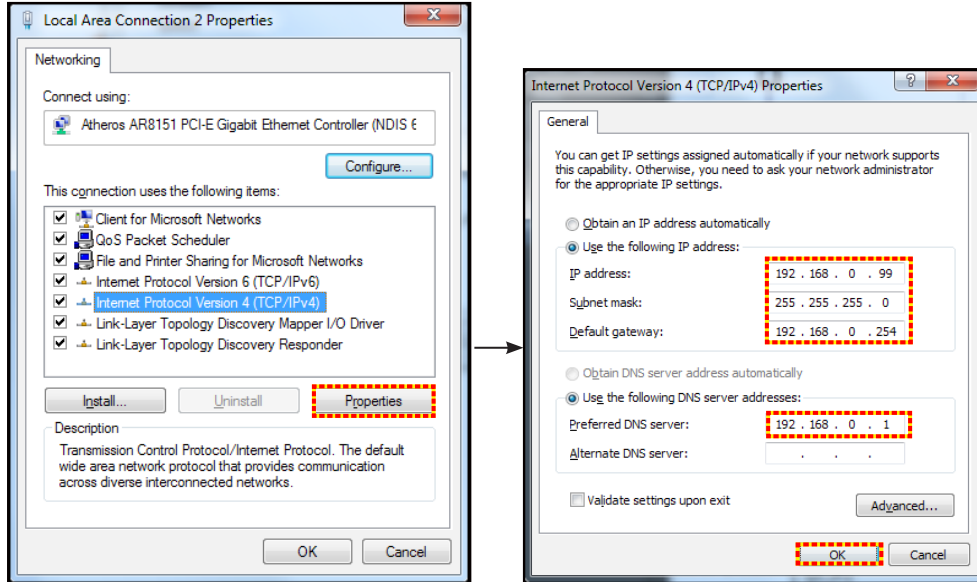 Local Area Connection 2 Properties
Networking
Connect using:
Atheros AR8151 PCI-E Gigabit Ethernet Controller (NDIS 6
Configure...
This connection uses the following items:
Client for Microsoft Networks
QoS Packet Scheduler
File and Printer Sharing for Microsoft Networks
Internet Protocol Version 6 (TCP/IPv6)
Internet Protocol Version 4 (TCP/IPv4)
Link-Layer Topology Discovery Mapper I/O Driver
Link-Layer Topology Discovery Responder
Install...
Uninstall
Properties
Description
Transmission Control Protocol/Internet Protocol. The default
wide area network protocol that provides communication
across diverse interconnected networks.
OK
Cancel
Internet Protocol Version 4 (TCP/IPv4) Properties
General
You can get IP settings assigned automatically if your network supports
this capability. Otherwise, you need to ask your network administrator
for the appropriate IP settings.
Obtain an IP address automatically
Use the following IP address:
IP address: 192 . 168 . 0 . 99
Subnet mask: 255 . 255 . 255 . 0
Default gateway: 192 . 168 . 0 . 254
Obtain DNS server address automatically
Use the following DNS server addresses:
Preferred DNS server: 192 . 168 . 0 . 1
Alternate DNS server: . . .
Validate settings upon exit
Advanced...
OK
Cancel